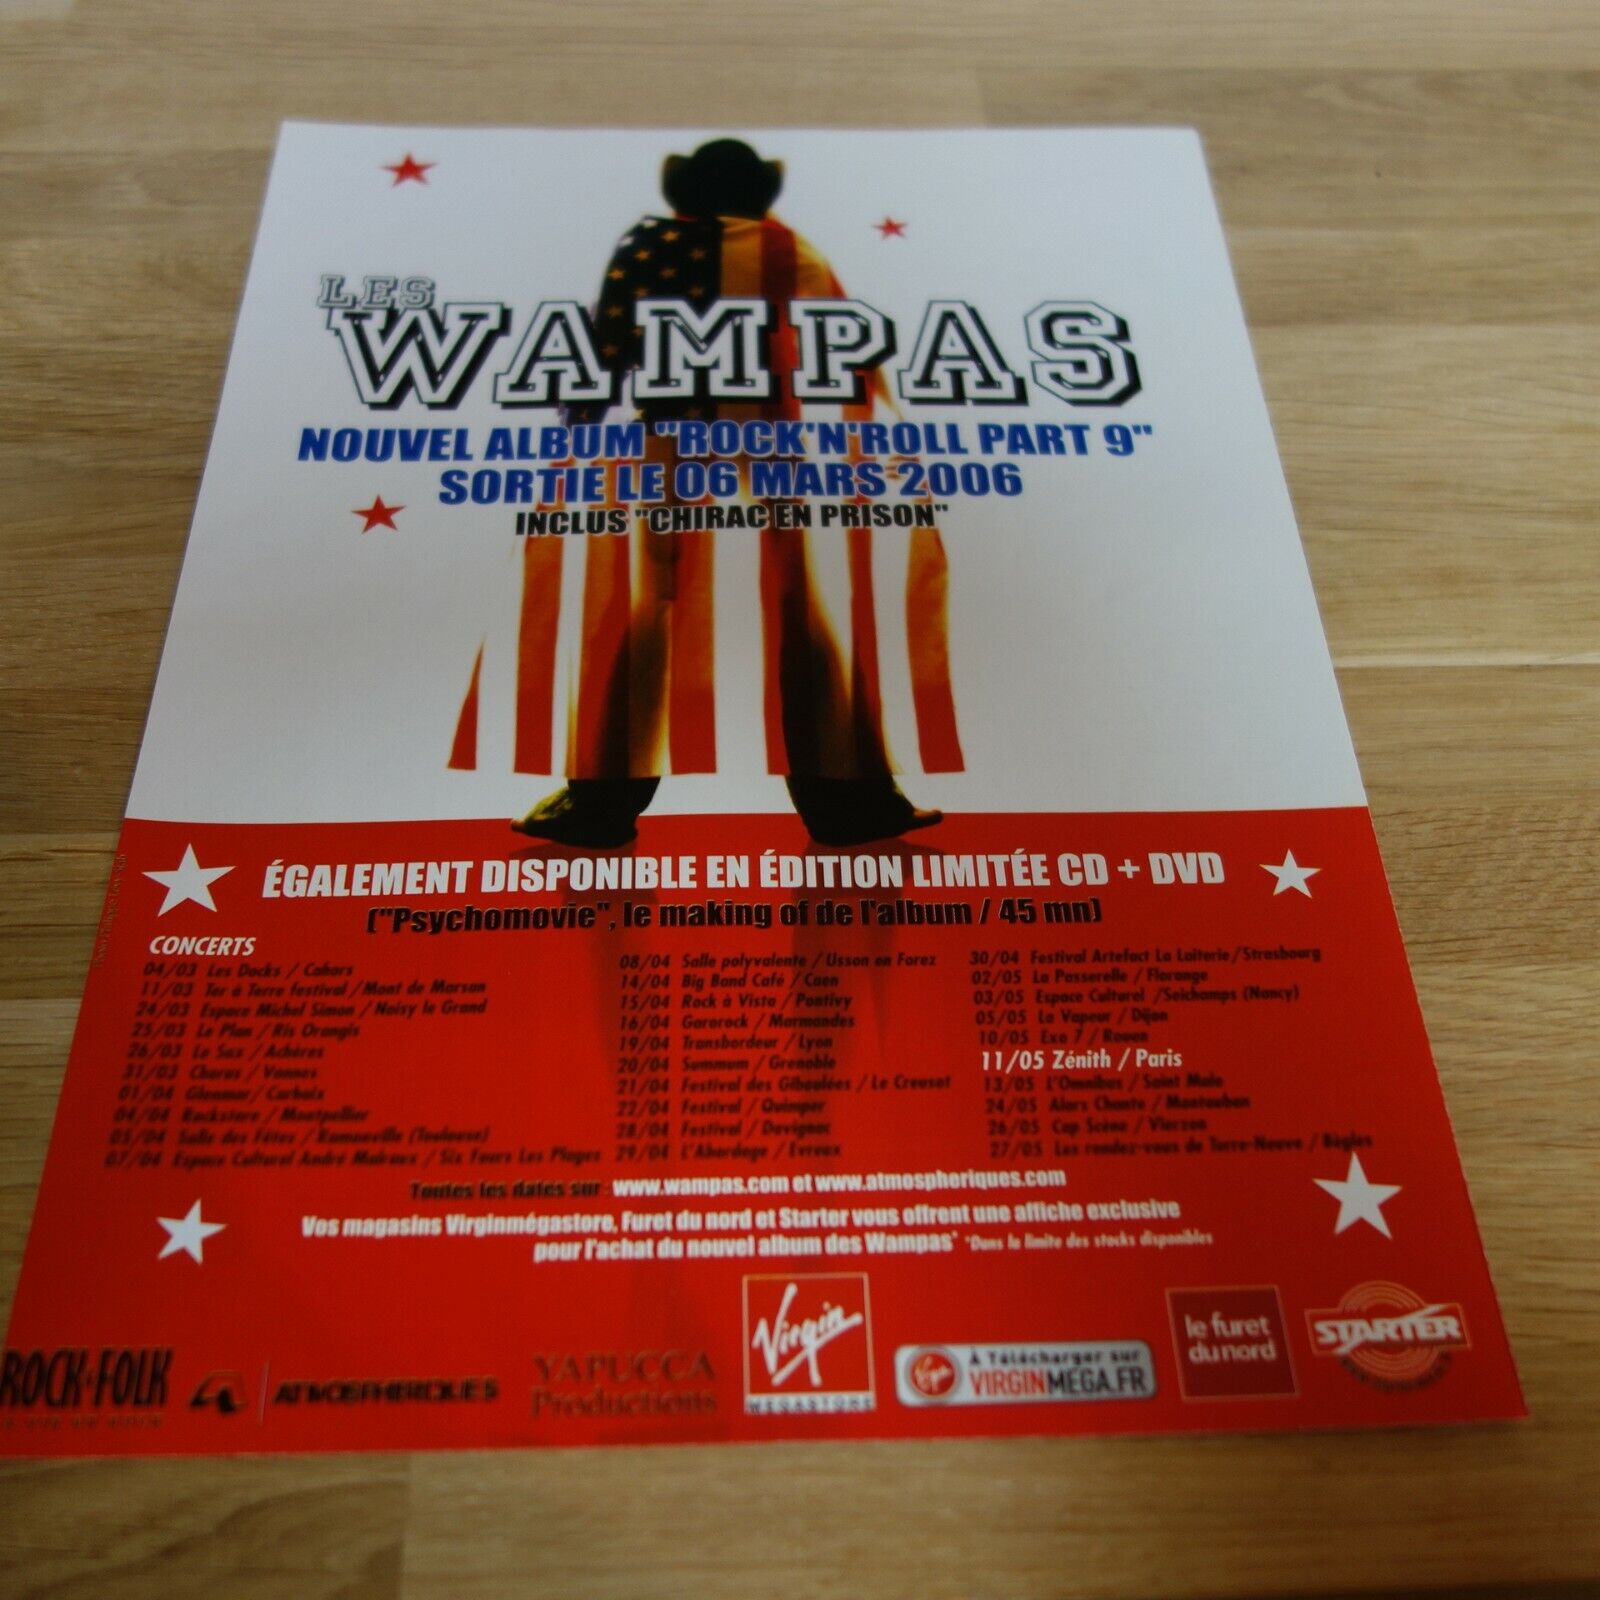 LES
WAMPAS
NOUVEL ALBUM "ROCK'N'ROLL PART 9"
SORTIE LE 06 MARS 2006
INCLUS "CHIRAC EN PRISON"
ÉGALEMENT DISPONIBLE EN ÉDITION LIMITÉE CD + DVD
("Psychomovie", le making of de l'album / 45 mn)
CONCERTS
04/03 Les Docks / Cahors
11/03 Ter à Terre festival / Mont de Marsan
24/03 Espace Michel Simon / Noisy le Grand
25/03 Le Plan / Ris Orangis
26/03 Le Sax / Achères
31/03 Chorus / Vannes
01/04 Glenmor / Carhaix
04/04 Rockstore / Montpellier
05/04 Salle des Fêtes / Ramonville (Toulouse)
07/04 Espace Culturel André Malraux / Six Fours Les Plages
08/04 Salle polyvalente / Usson en Forez
14/04 Big Band Café / Caen
15/04 Rock à Vista / Pontivy
16/04 Garorock / Marmandes
19/04 Transbordeur / Lyon
20/04 Summum / Grenoble
21/04 Festival des Giboulées / Le Creusot
22/04 Festival / Quimper
28/04 Festival / Davignac
29/04 L'Abordage / Evreux
30/04 Festival Artefact La Laiterie / Strasbourg
02/05 La Passerelle / Florange
03/05 Espace Culturel / Seichamps (Nancy)
05/05 La Vapeur / Dijon
10/05 Exo 7 / Rouen
11/05 Zénith / Paris
13/05 L'Omnibus / Saint Malo
24/05 Alors Chante / Montauban
26/05 Cap Scène / Vierzon
27/05 Les rendez-vous de Terre-Neuve / Bègles
Toutes les dates sur : www.wampas.com et www.atmospheriques.com
Vos magasins Virginmégastore, Furet du nord et Starter vous offrent une affiche exclusive
pour l'achat du nouvel album des Wampas* *Dans la limite des stocks disponibles
ROCK & FOLK
ATMOSPHERIQUES
YAPUCCA
Productions
Virgin
MEGASTORE
Virgin
À Télécharger sur
VIRGINMEGA.FR
le furet
du nord
STARTER